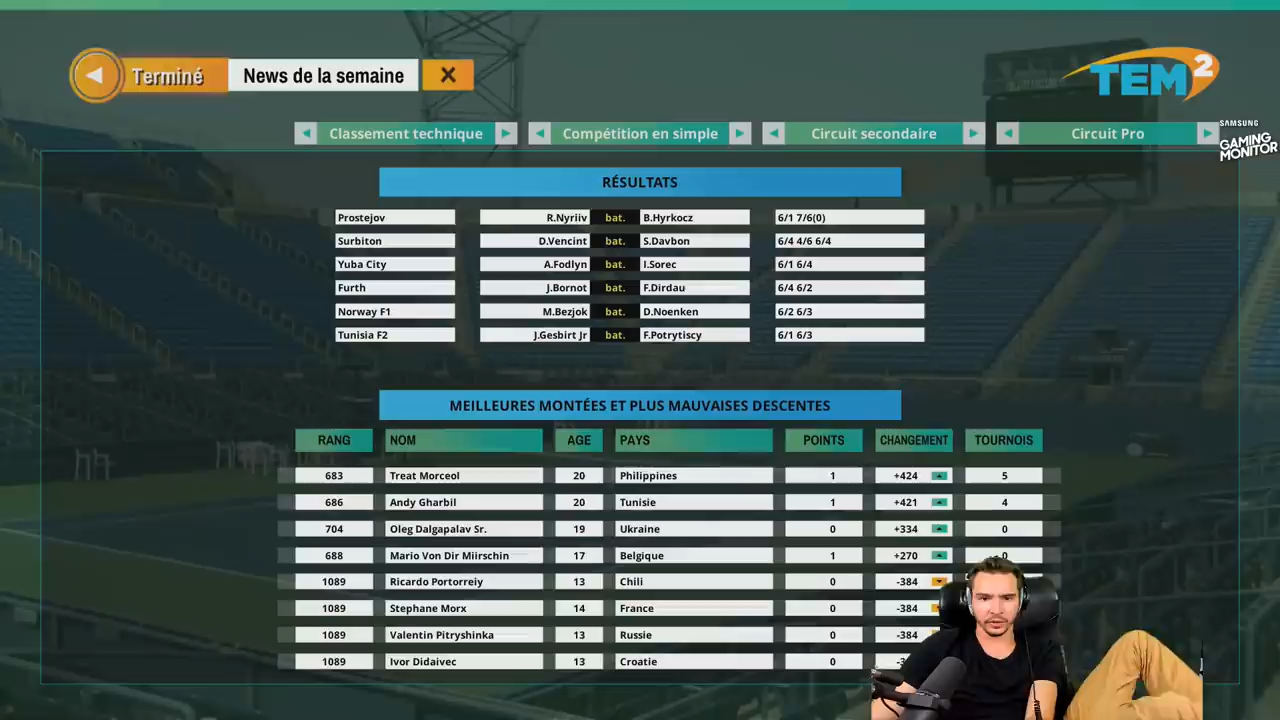 Terminé News de la semaine X
TEM2
SAMSUNG
GAMING
MONITOR
Classement technique Compétition en simple Circuit secondaire Circuit Pro
RÉSULTATS
Prostejov R.Nyriiv bat. B.Hyrkocz 6/1 7/6(0)
Surbiton D.Vencint bat. S.Davbon 6/4 4/6 6/4
Yuba City A.Fodlyn bat. I.Sorec 6/1 6/4
Furth J.Bornot bat. F.Dirdau 6/4 6/2
Norway F1 M.Bezjok bat. D.Noenken 6/2 6/3
Tunisia F2 J.Gesbirt Jr bat. F.Potrytiscy 6/1 6/3
MEILLEURES MONTÉES ET PLUS MAUVAISES DESCENTES
RANG NOM AGE PAYS POINTS CHANGEMENT TOURNOIS
683 Treat Morceol 20 Philippines 1 +424 5
686 Andy Gharbil 20 Tunisie 1 +421 4
704 Oleg Dalgapalav Sr. 19 Ukraine 0 +334 0
688 Mario Von Dir Miirschin 17 Belgique 1 +270 0
1089 Ricardo Portorreiy 13 Chili 0 -384
1089 Stephane Morx 14 France 0 -384
1089 Valentin Pitryshinka 13 Russie 0 -384
1089 Ivor Didaivec 13 Croatie 0